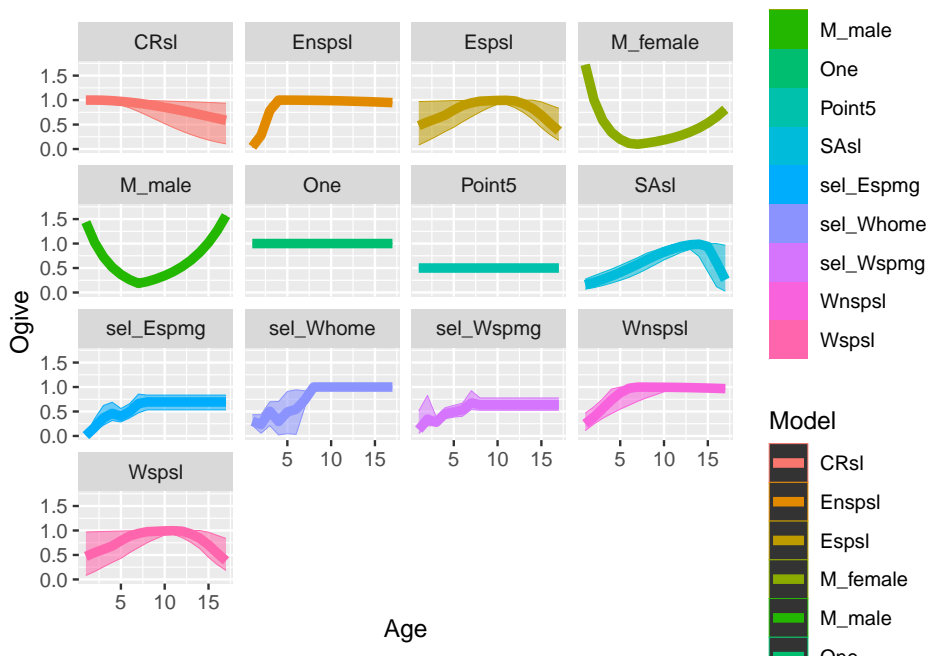 CRsl Enspsl Espsl M_female
1.5
1.0
0.5
0.0
M_male One Point5 SAsl
1.5
1.0
0.5
0.0
sel_Espmg sel_Whome sel_Wspmg Wnspsl
1.5
1.0
0.5
0.0
5 10 15 5 10 15 5 10 15
Wspsl
1.5
1.0
0.5
0.0
5 10 15
Age
Ogive
M_male
One
Point5
SAsl
sel_Espmg
sel_Whome
sel_Wspmg
Wnspsl
Wspsl
Model
CRsl
Enspsl
Espsl
M_female
M_male
One